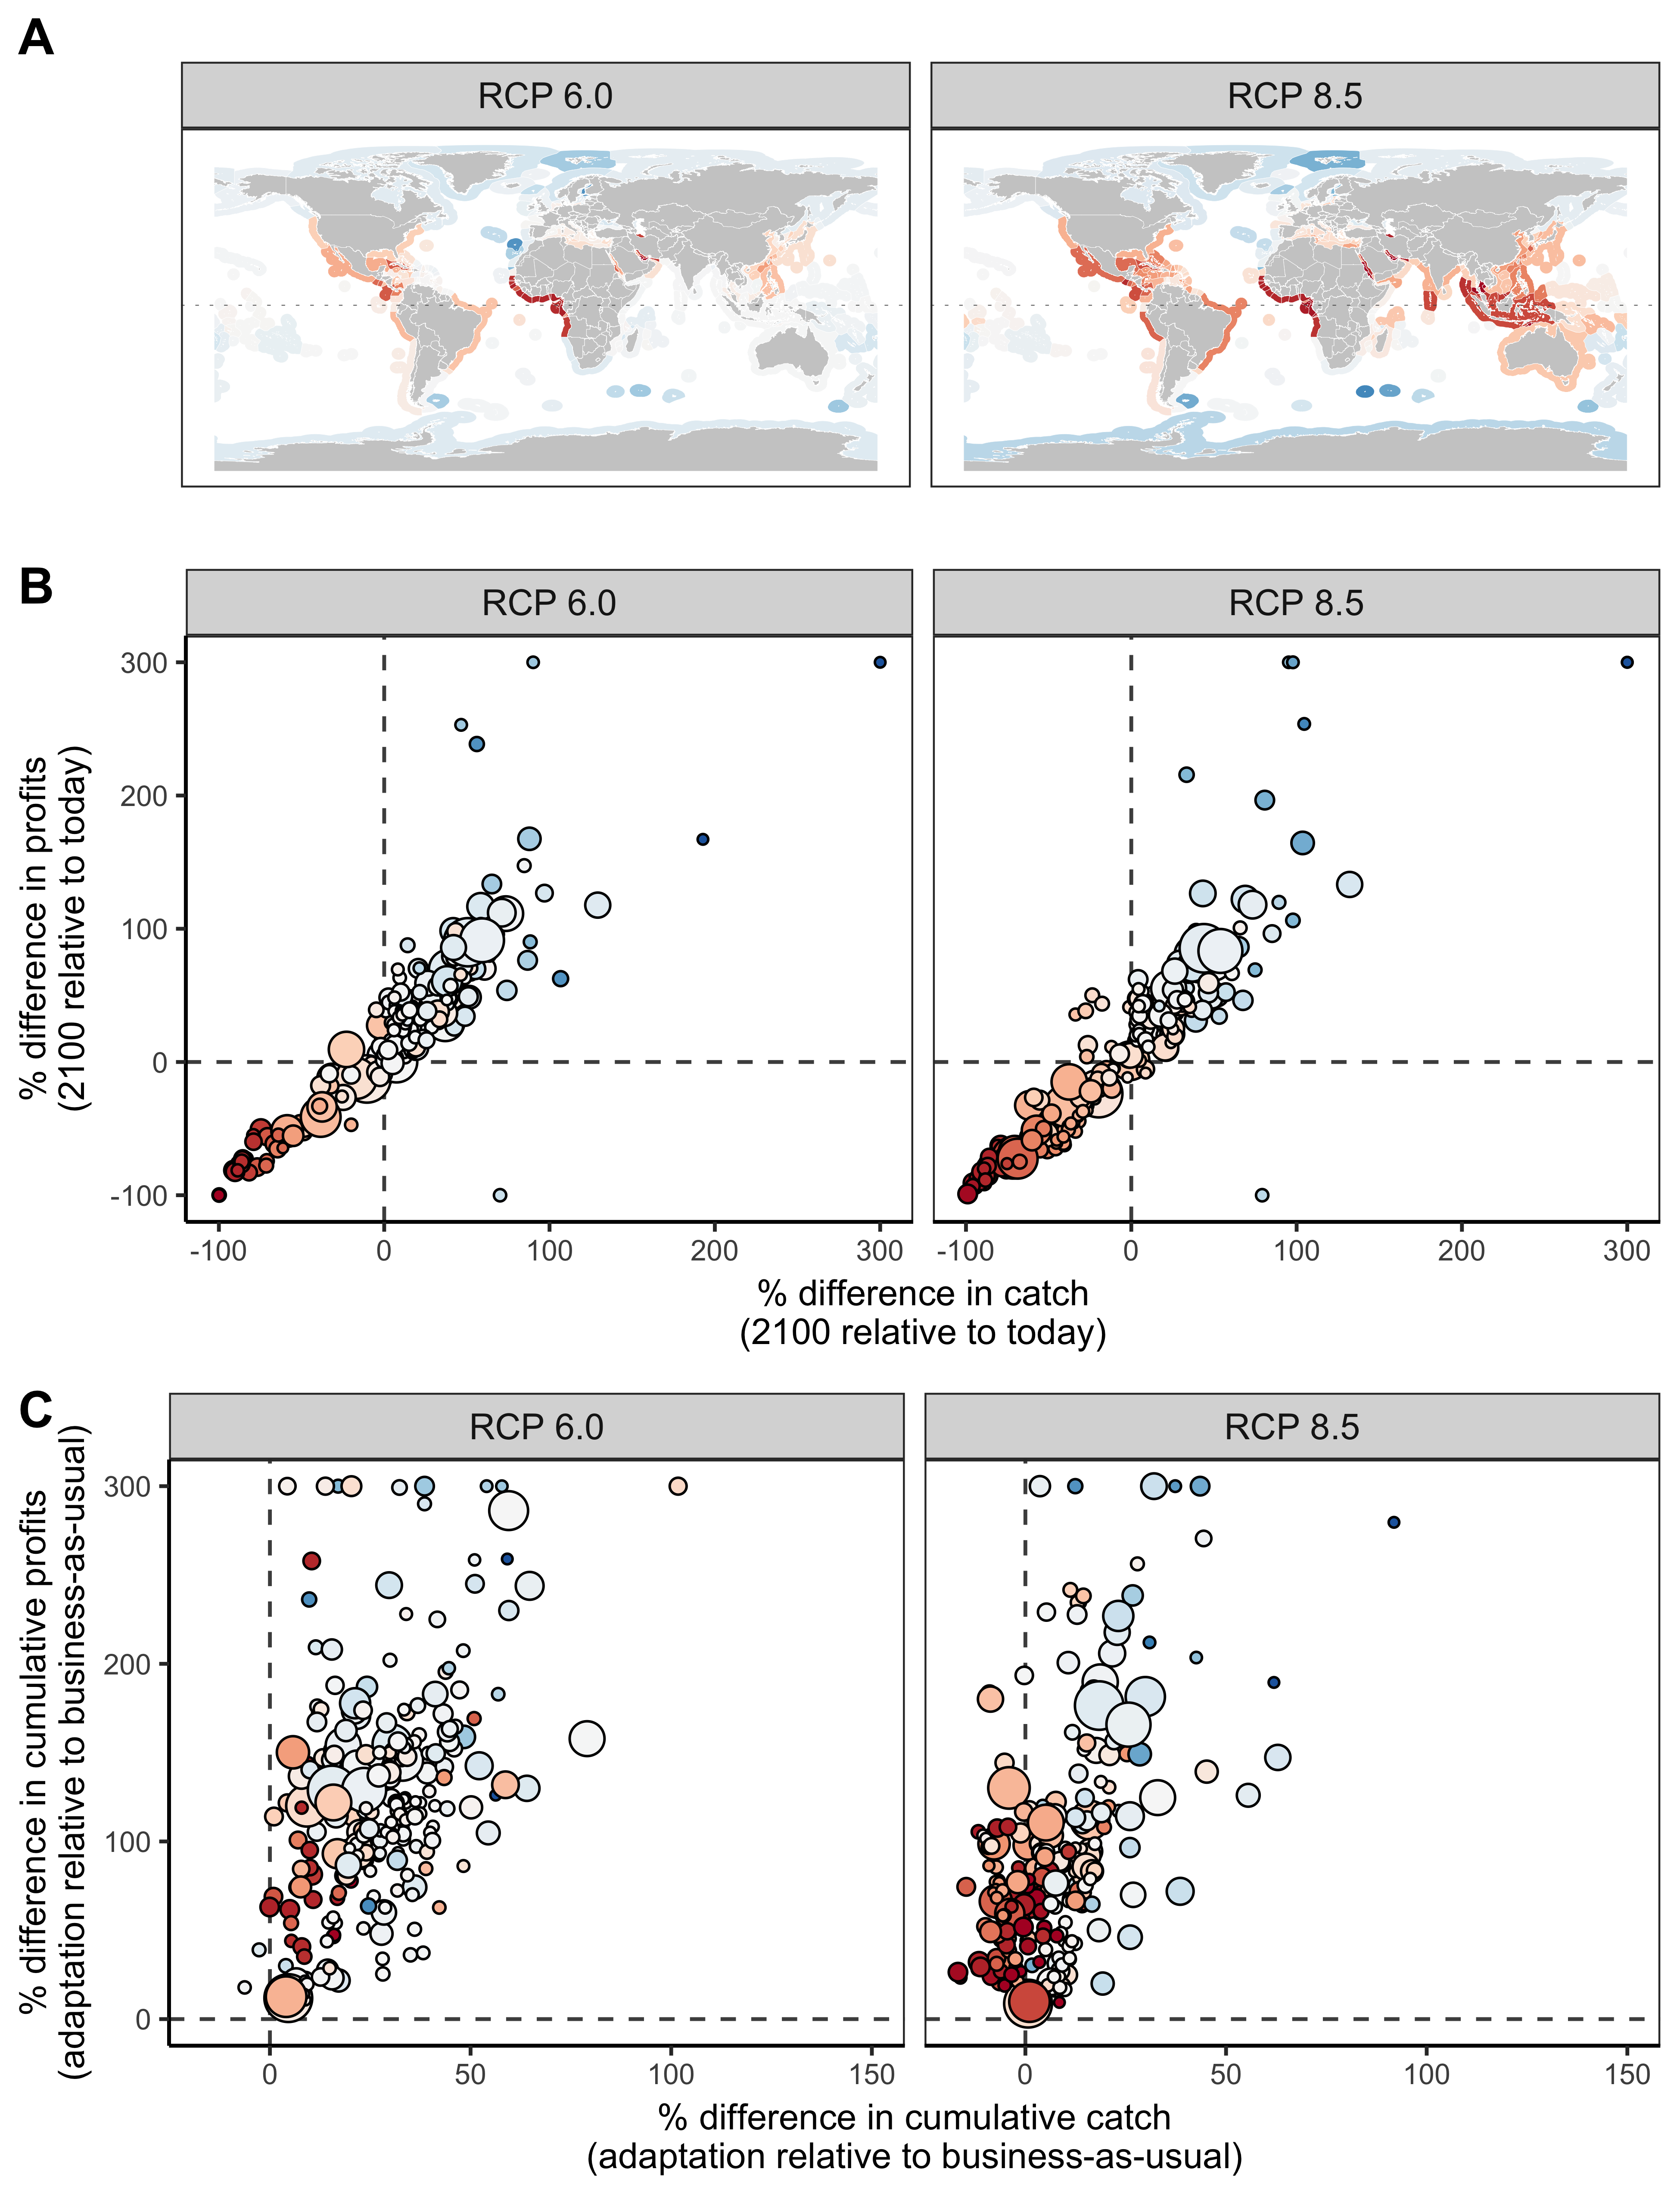 A
RCP 6.0
RCP 8.5
B
RCP 6.0
RCP 8.5
% difference in profits
(2100 relative to today)
300
200
100
0
-100
-100
0
100
200
300
-100
0
100
200
300
% difference in catch
(2100 relative to today)
C
RCP 6.0
RCP 8.5
% difference in cumulative profits
(adaptation relative to business-as-usual)
300
200
100
0
0
50
100
150
0
50
100
150
% difference in cumulative catch
(adaptation relative to business-as-usual)